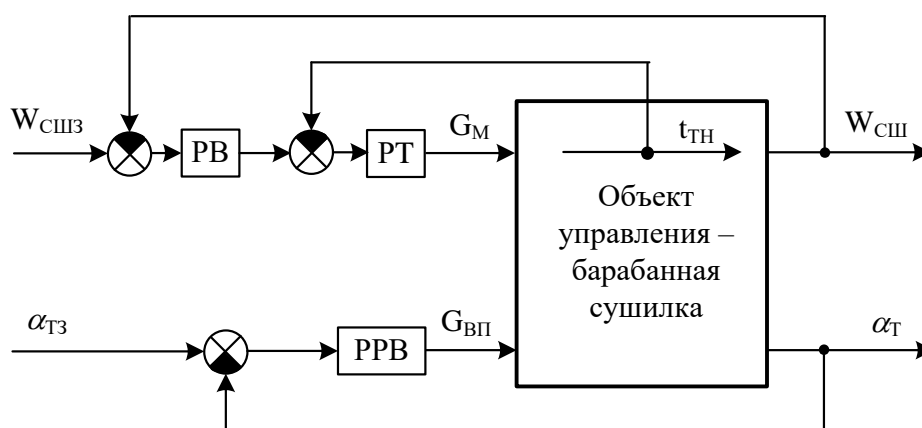 W_СШЗ
РВ
РТ
G_М
t_ТН
W_СШ
Объект
управления –
барабанная
сушилка
α_ТЗ
РРВ
G_ВП
α_Т